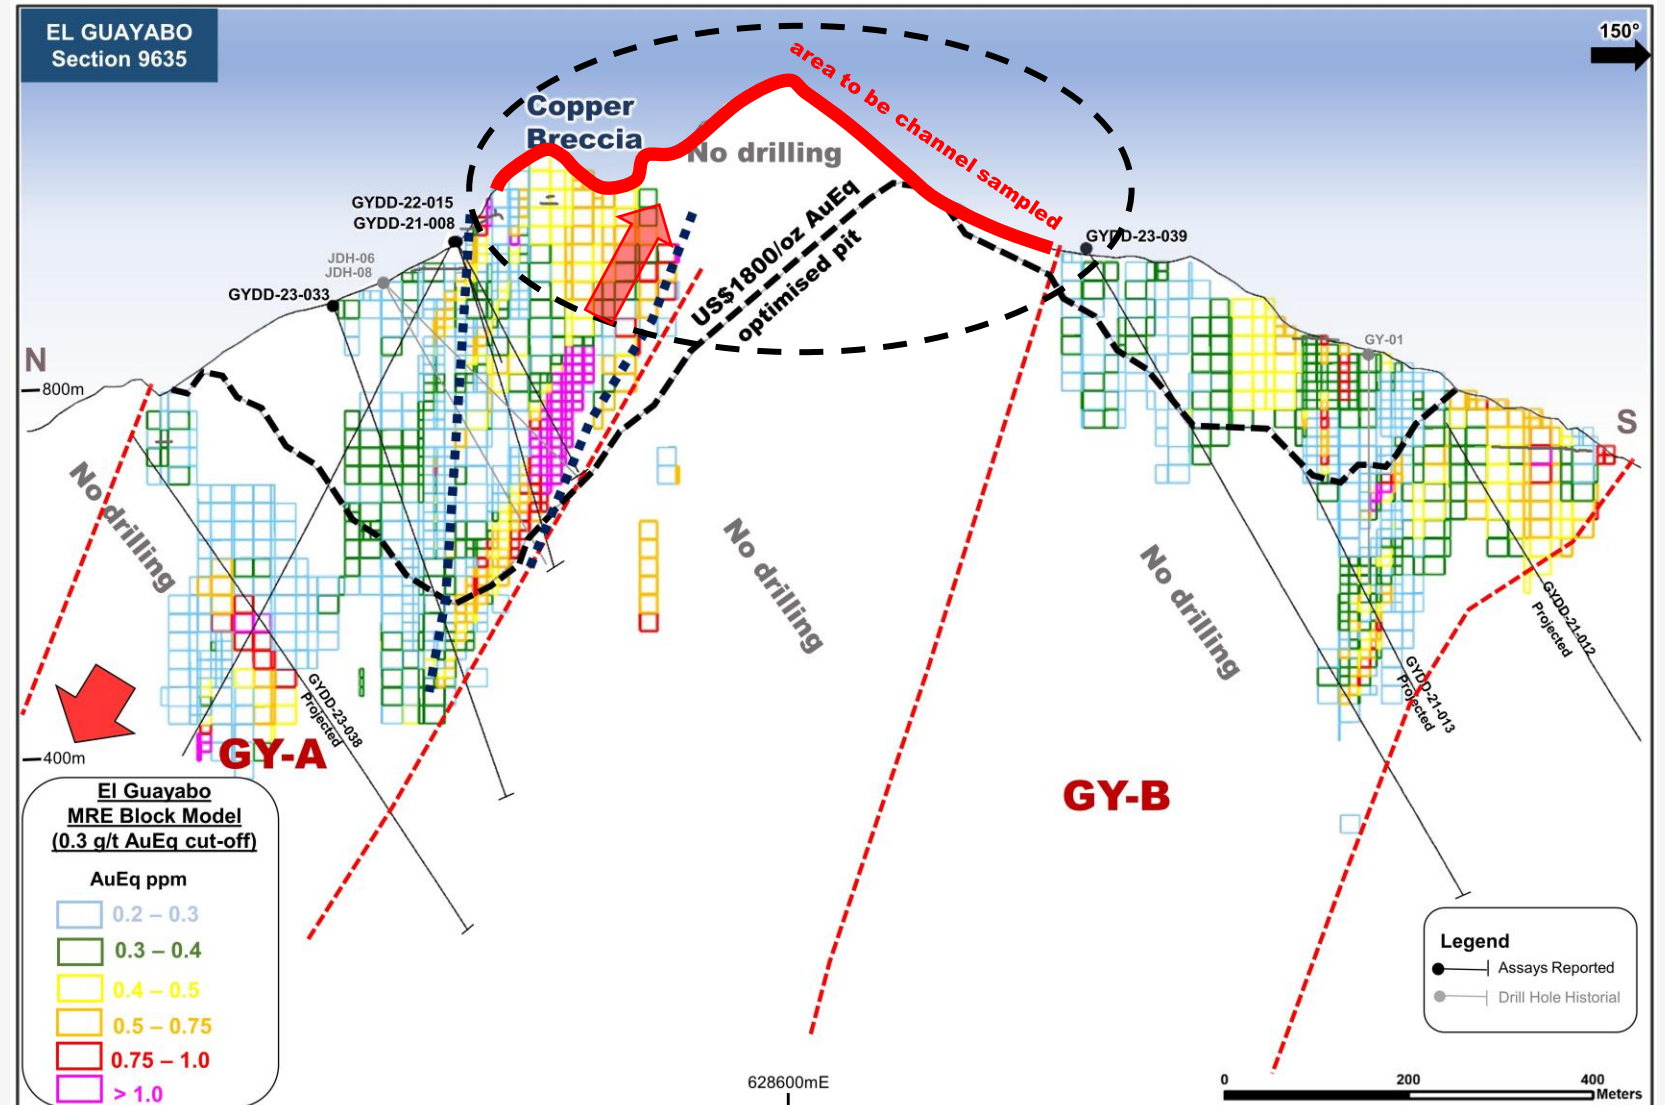 EL GUAYABO
Section 9635
150°
area to be channel sampled
Copper
Breccia
No drilling
US$1800/oz AuEq
optimised pit
GYDD-22-015
GYDD-21-008
JDH-06
JDH-08
GYDD-23-033
GYDD-23-039
GY-01
N
800m
S
No drilling
No drilling
No drilling
GYDD-23-038
Projected
GYDD-21-012
Projected
GYDD-21-013
Projected
GY-A
GY-B
400m
El Guayabo
MRE Block Model
(0.3 g/t AuEq cut-off)
AuEq ppm
0.2 – 0.3
0.3 – 0.4
0.4 – 0.5
0.5 – 0.75
0.75 – 1.0
> 1.0
Legend
Assays Reported
Drill Hole Historial
628600mE
0 200 400
Meters